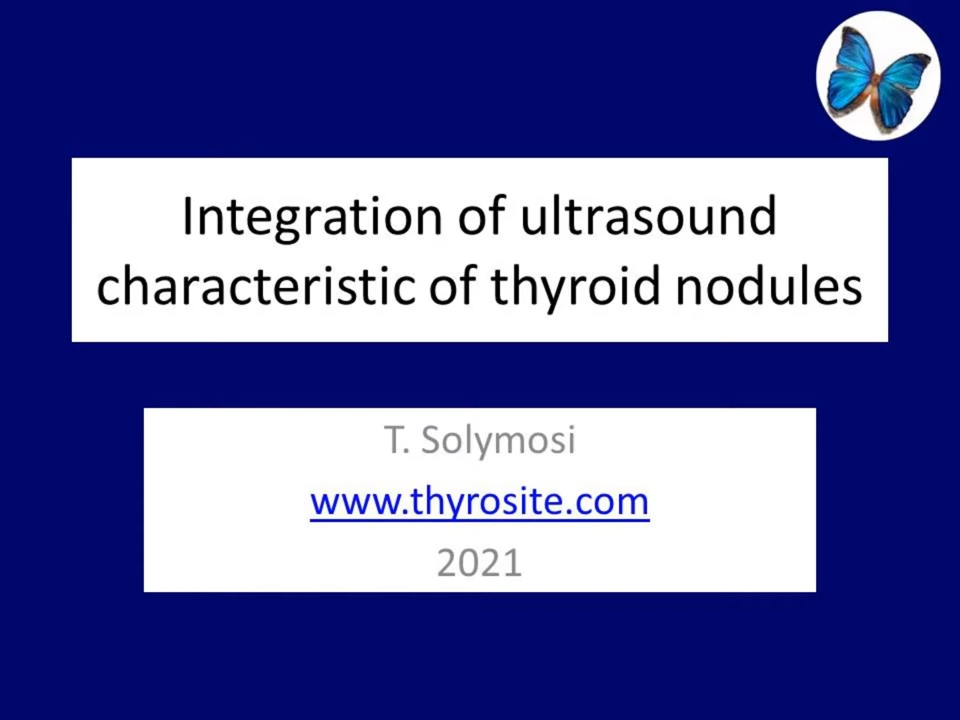 Integration of ultrasound
characteristic of thyroid nodules
T. Solymosi
www.thyrosite.com
2021